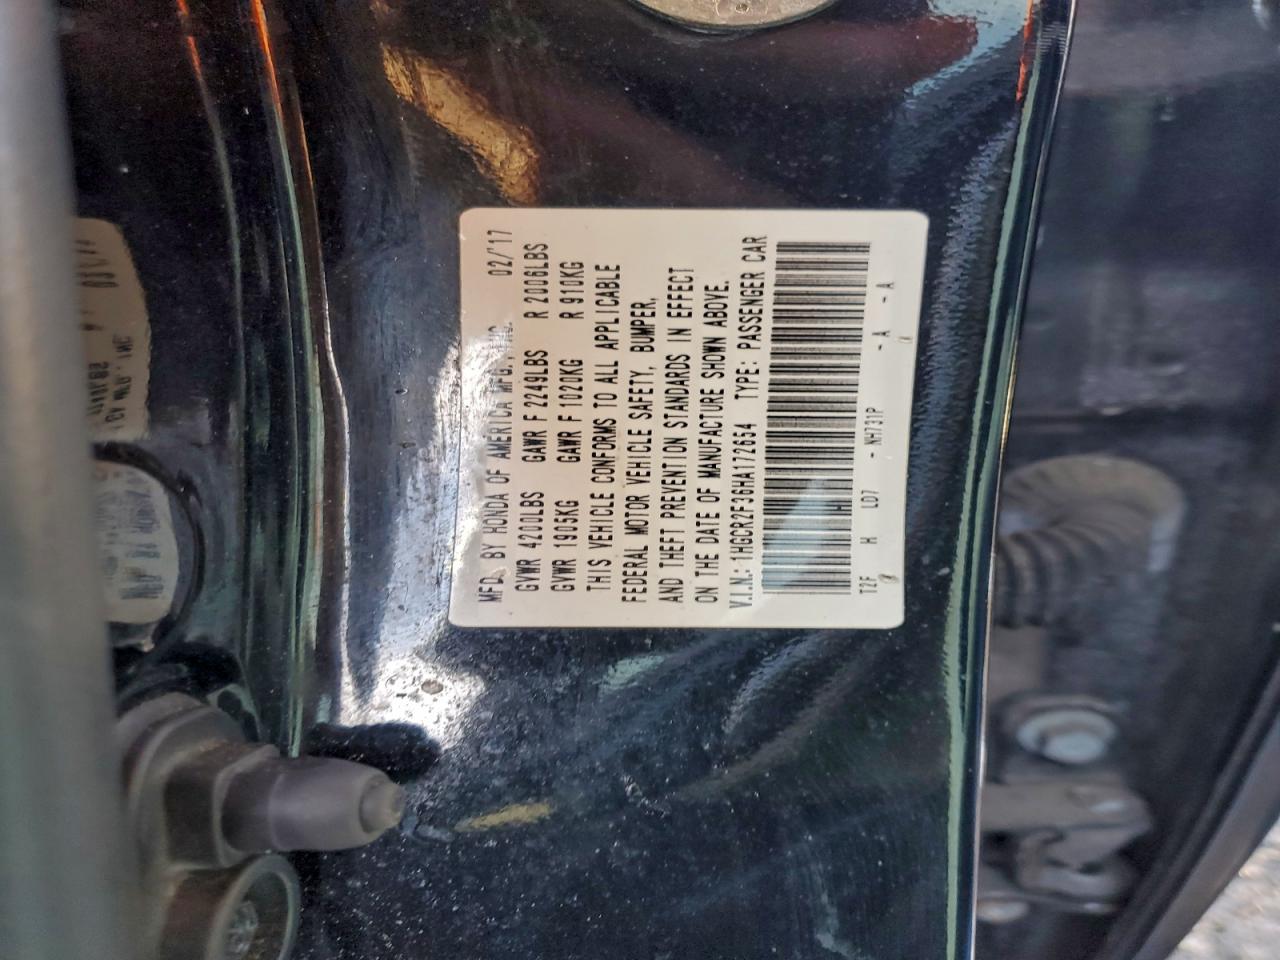 MFD. BY HONDA OF AMERICA MFG., INC. 02/17
GVWR 4200LBS GAWR F 2249LBS R 2006LBS
GVWR 1905KG GAWR F 1020KG R 910KG
THIS VEHICLE CONFORMS TO ALL APPLICABLE
FEDERAL MOTOR VEHICLE SAFETY, BUMPER,
AND THEFT PREVENTION STANDARDS IN EFFECT
ON THE DATE OF MANUFACTURE SHOWN ABOVE.
V.I.N.: 1HGCR2F36HA172654 TYPE: PASSENGER CAR
T2F H LD7 - NH731P - A - A